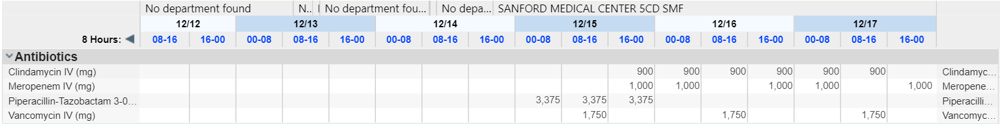 No department found N.. No department fou... No depa... SANFORD MEDICAL CENTER 5CD SMF
12/12 12/13 12/14 12/15 12/16 12/17
8 Hours: 08-16 16-00 00-08 08-16 16-00 00-08 08-16 16-00 00-08 08-16 16-00 00-08 08-16 16-00 00-08 08-16 16-00
Antibiotics
Clindamycin IV (mg) 900 900 900 900 900 900 Clindamyc...
Meropenem IV (mg) 1,000 1,000 1,000 1,000 1,000 Meropene...
Piperacillin-Tazobactam 3-0... 3,375 3,375 3,375 Piperacilli...
Vancomycin IV (mg) 1,750 1,750 1,750 Vancomyc...